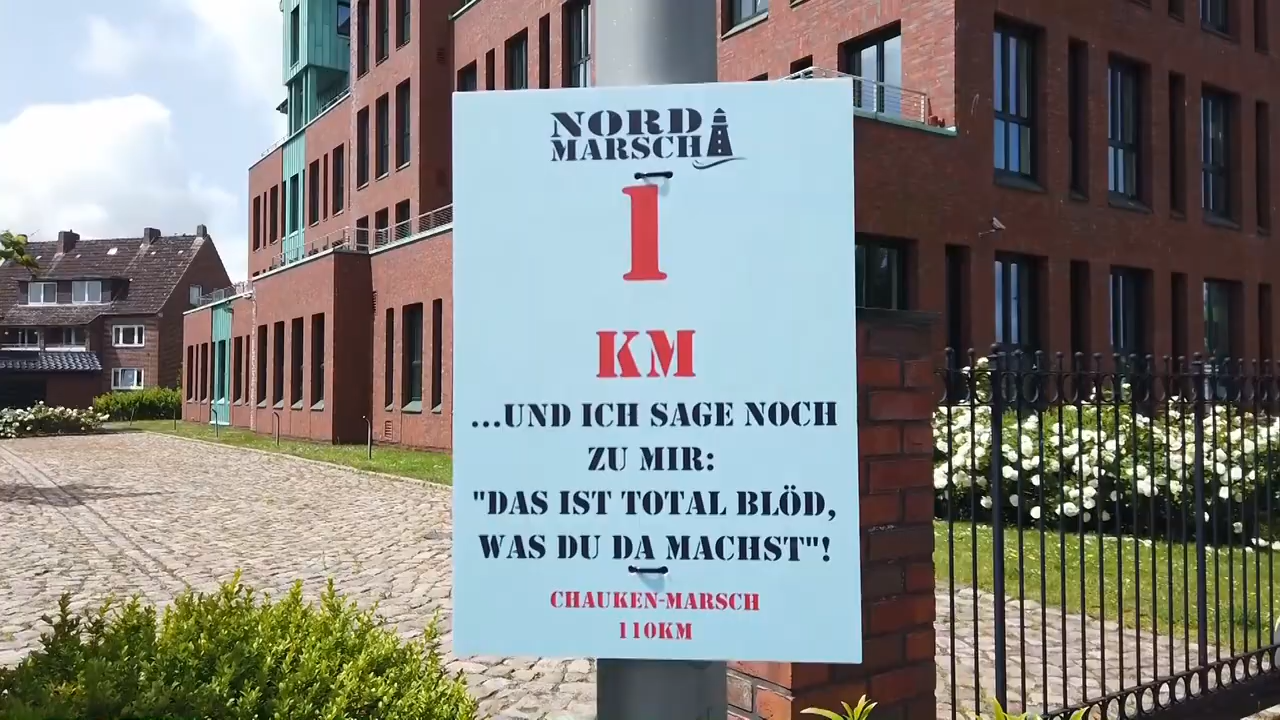 NORD
MARSCH
1
KM
...UND ICH SAGE NOCH
ZU MIR:
"DAS IST TOTAL BLÖD,
WAS DU DA MACHST"!
CHAUKEN-MARSCH
110KM